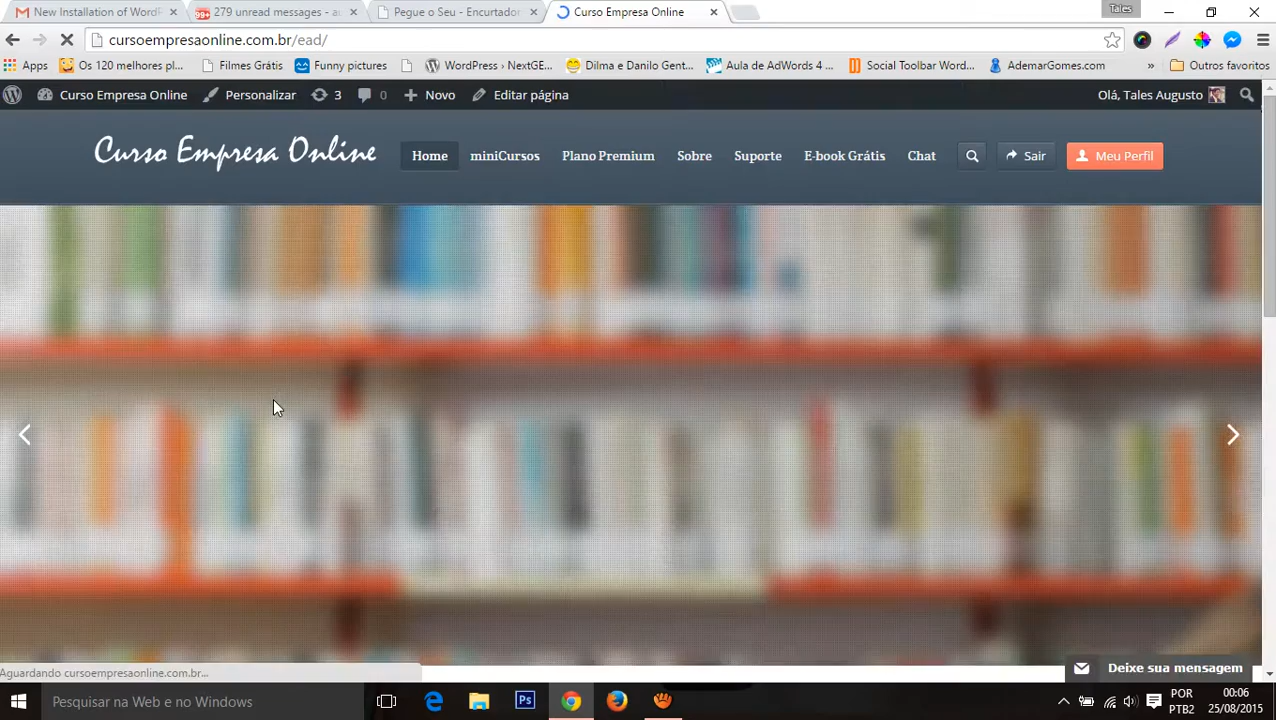 New Installation of WordP
99+
279 unread messages - au
Pegue o Seu - Encurtador
Curso Empresa Online
Tales
cursoempresaonline.com.br/ead/
Apps
Os 120 melhores pl...
Filmes Grátis
Funny pictures
WordPress › NextGE...
Dilma e Danilo Gent...
Aula de AdWords 4 ...
Social Toolbar Word...
AdemarGomes.com
»
Outros favoritos
Curso Empresa Online
Personalizar
3
0
Novo
Editar página
Olá, Tales Augusto
Curso Empresa Online
Home
miniCursos
Plano Premium
Sobre
Suporte
E-book Grátis
Chat
Sair
Meu Perfil
Aguardando cursoempresaonline.com.br...
Deixe sua mensagem
Pesquisar na Web e no Windows
Ps
POR
PTB2
00:06
25/08/2015